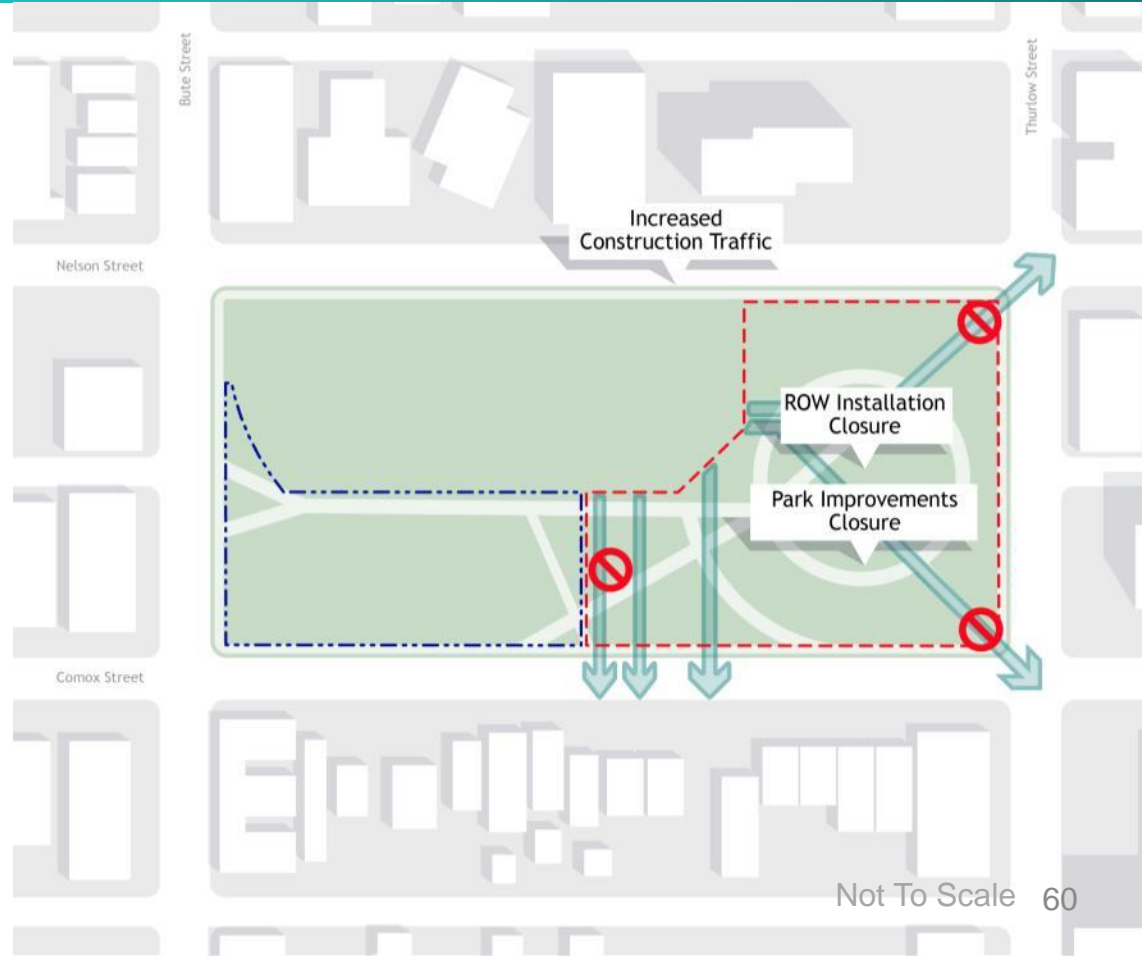 Bute Street
Thurlow Street
Increased
Construction Traffic
Nelson Street
ROW Installation
Closure
Park Improvements
Closure
Comox Street
Not To Scale 60